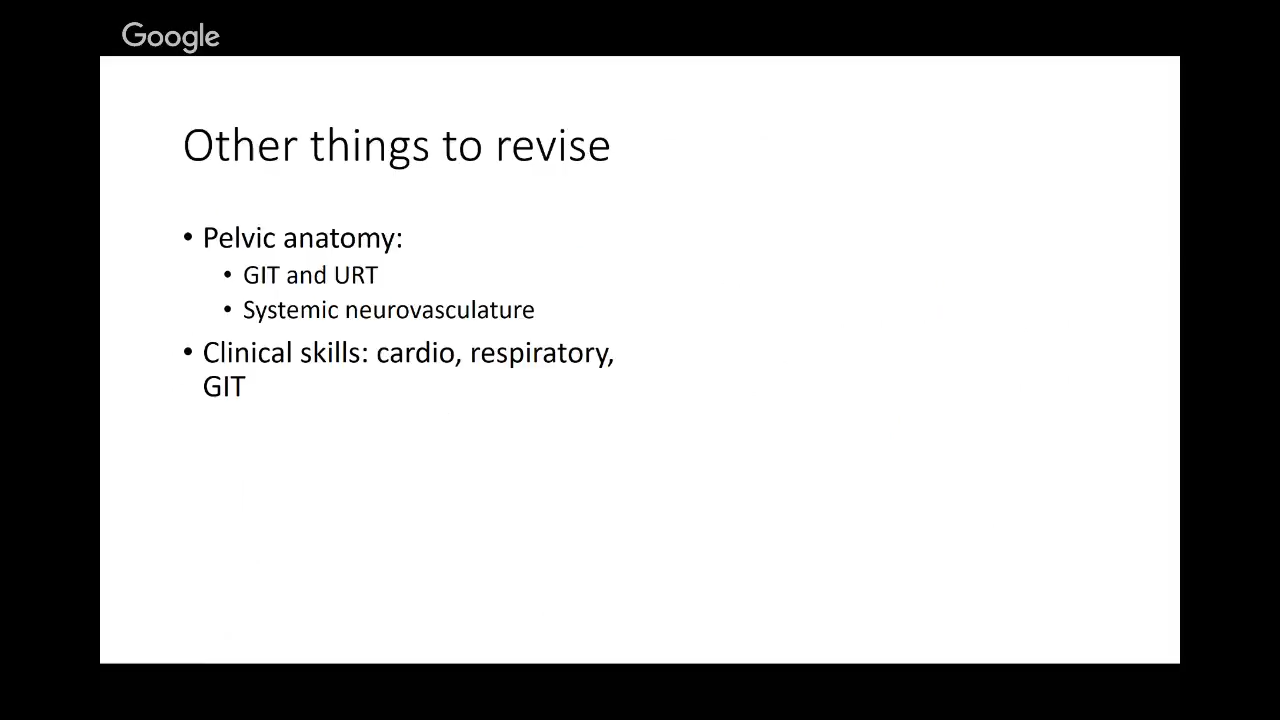 Google
Other things to revise
• Pelvic anatomy:
• GIT and URT
• Systemic neurovasculature
• Clinical skills: cardio, respiratory,
GIT